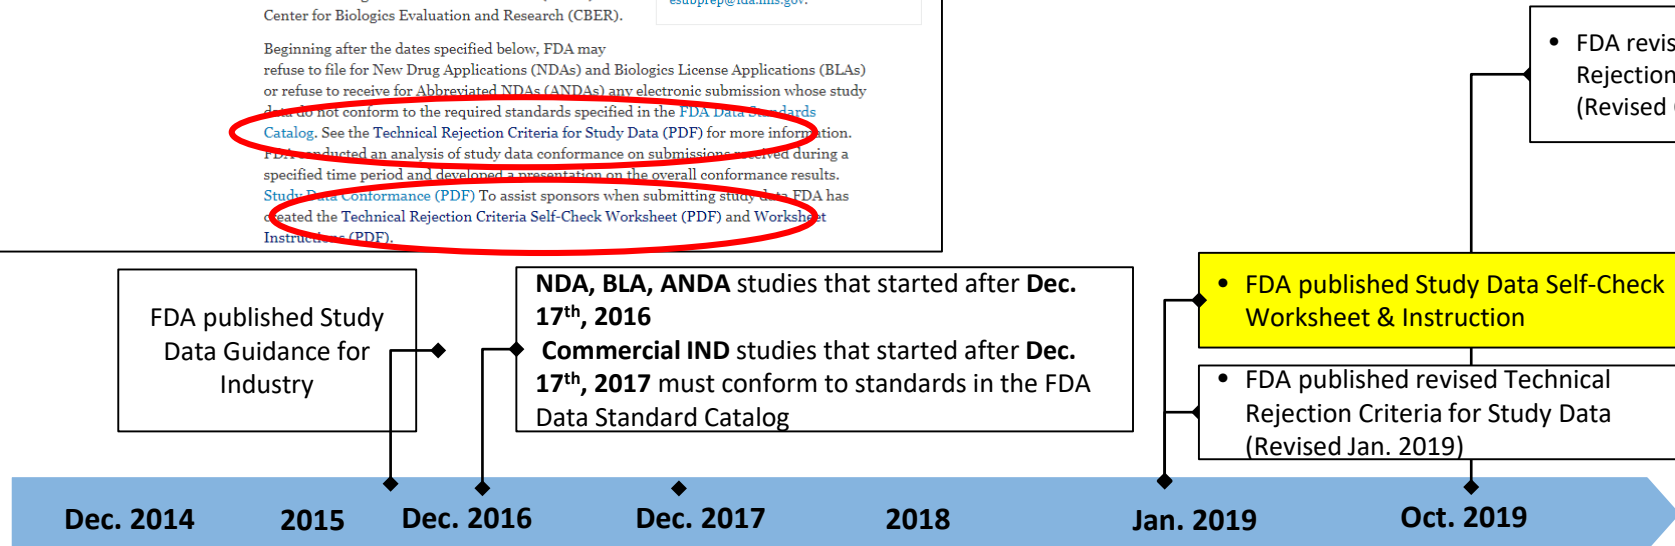 esubprep@fda.hhs.gov.
Center for Biologics Evaluation and Research (CBER).
Beginning after the dates specified below, FDA may
refuse to file for New Drug Applications (NDAs) and Biologics License Applications (BLAs)
or refuse to receive for Abbreviated NDAs (ANDAs) any electronic submission whose study
data do not conform to the required standards specified in the FDA Data Standards
Catalog. See the Technical Rejection Criteria for Study Data (PDF) for more information.
FDA conducted an analysis of study data conformance on submissions received during a
specified time period and developed a presentation on the overall conformance results.
Study Data Conformance (PDF) To assist sponsors when submitting study data FDA has
created the Technical Rejection Criteria Self-Check Worksheet (PDF) and Worksheet
Instructions (PDF).
• FDA revis
Rejection
(Revised
FDA published Study
Data Guidance for
Industry
NDA, BLA, ANDA studies that started after Dec.
17th, 2016
Commercial IND studies that started after Dec.
17th, 2017 must conform to standards in the FDA
Data Standard Catalog
• FDA published Study Data Self-Check
Worksheet & Instruction
• FDA published revised Technical
Rejection Criteria for Study Data
(Revised Jan. 2019)
Dec. 2014 2015 Dec. 2016 Dec. 2017 2018 Jan. 2019 Oct. 2019